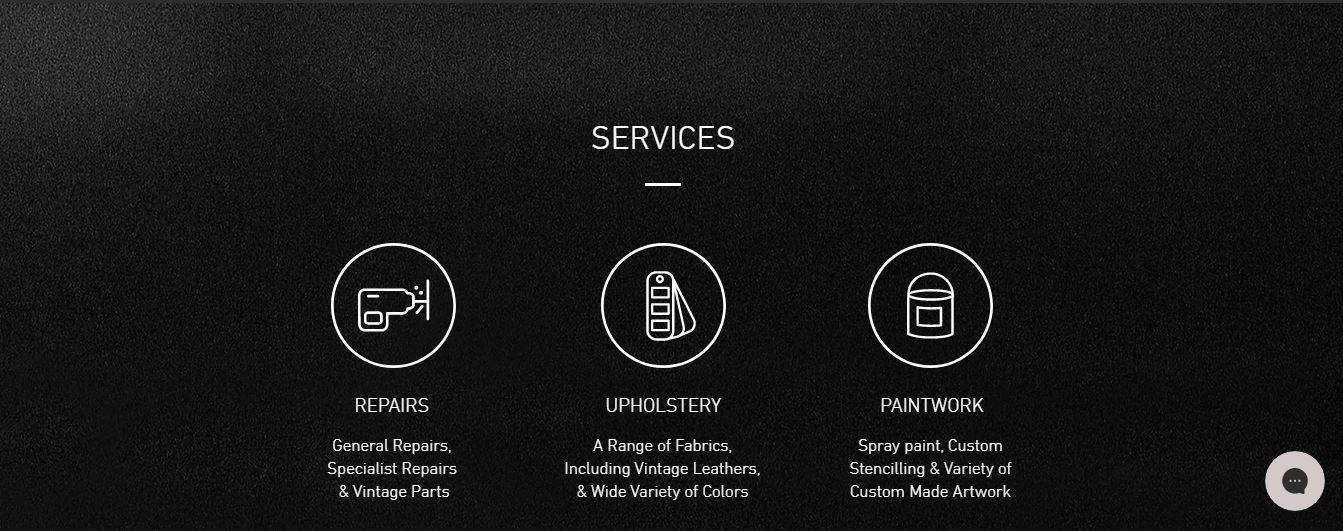 SERVICES
REPAIRS
General Repairs,
Specialist Repairs
& Vintage Parts
UPHOLSTERY
A Range of Fabrics,
Including Vintage Leathers,
& Wide Variety of Colors
PAINTWORK
Spray paint, Custom
Stencilling & Variety of
Custom Made Artwork